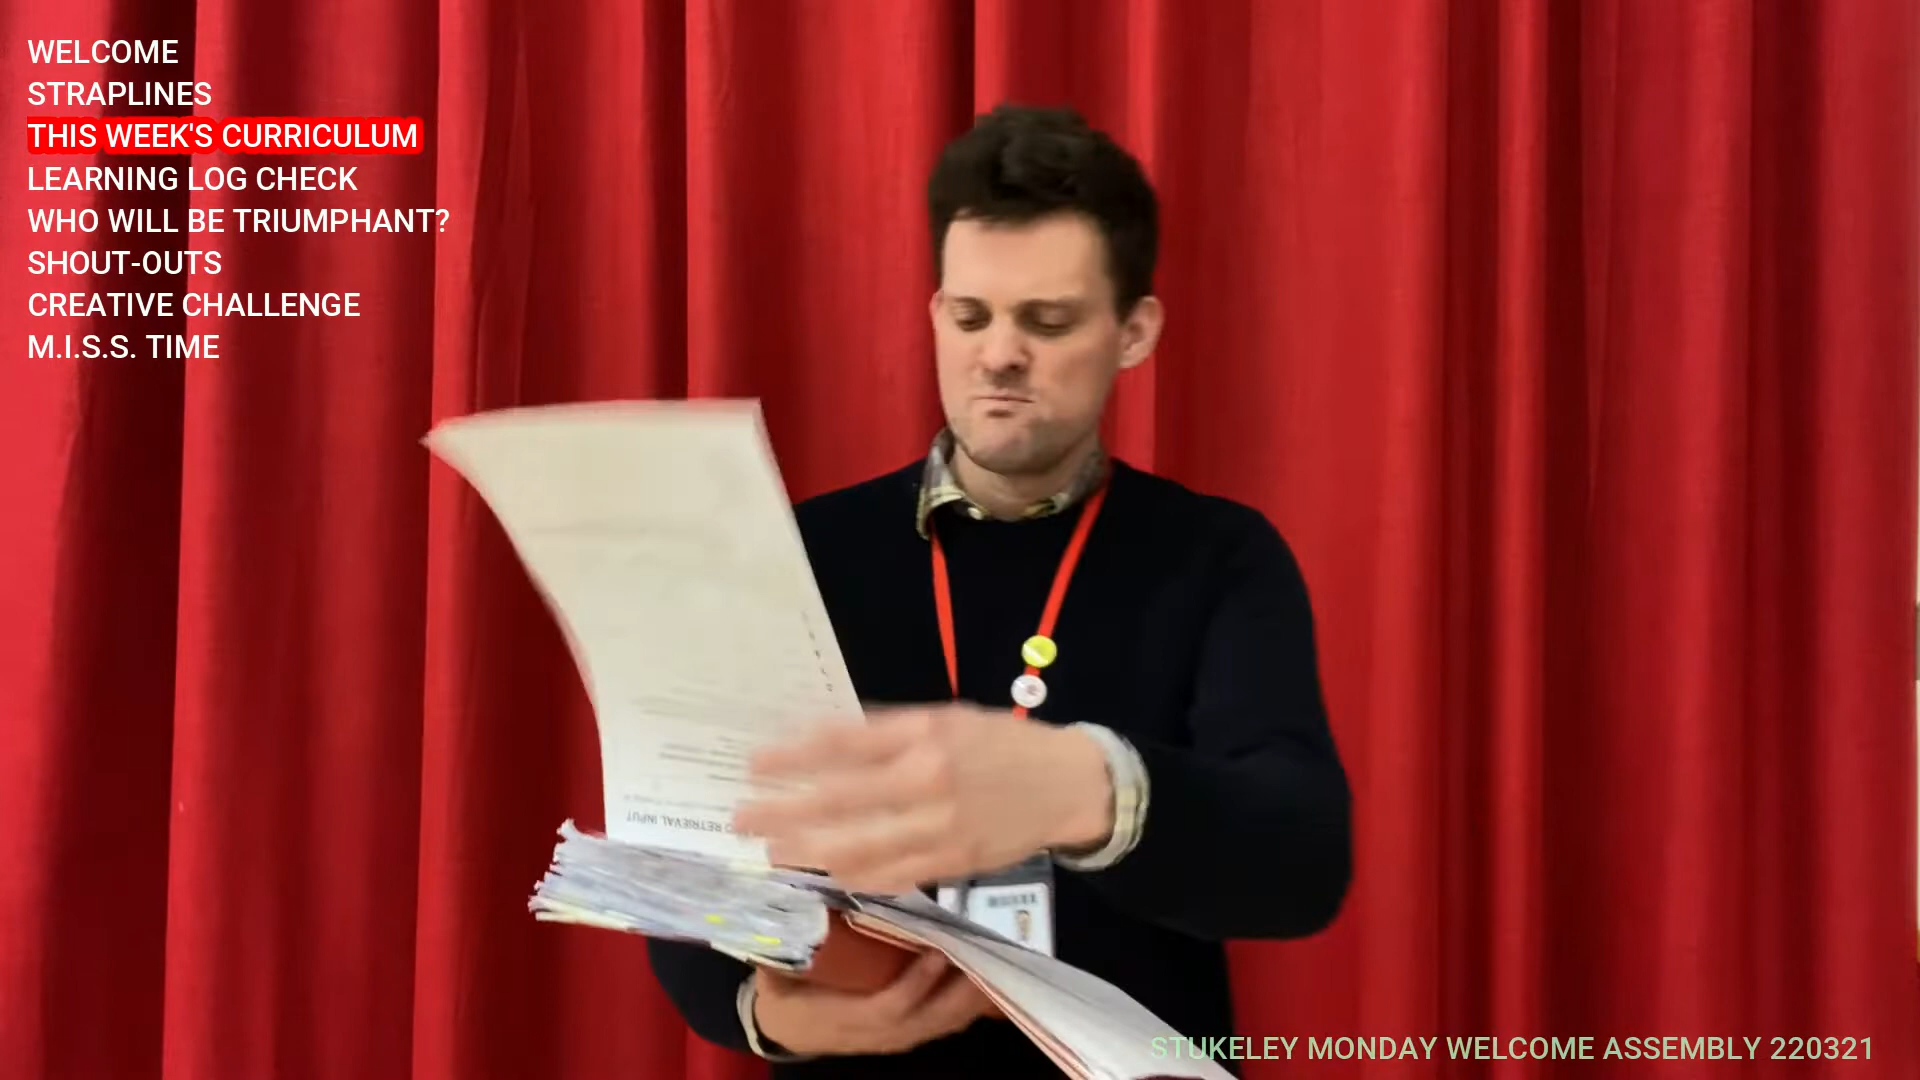 WELCOME
STRAPLINES
THIS WEEK'S CURRICULUM
LEARNING LOG CHECK
WHO WILL BE TRIUMPHANT?
SHOUT-OUTS
CREATIVE CHALLENGE
M.I.S.S. TIME
RETRIEVAL INPUT
STUKELEY MONDAY WELCOME ASSEMBLY 220321